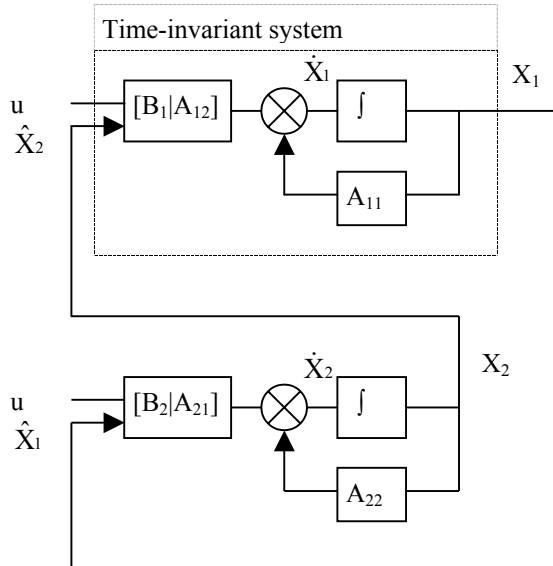 Time-invariant system
Ẋ₁
X₁
u
[B₁|A₁₂]
∫
X̂₂
A₁₁
Ẋ₂
X₂
u
[B₂|A₂₁]
∫
X̂₁
A₂₂